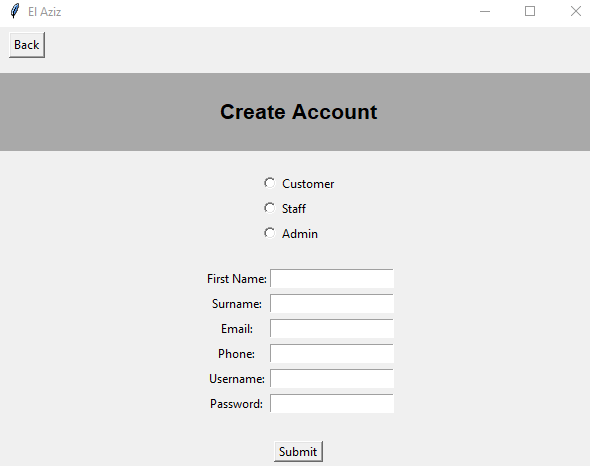 El Aziz
Back
Create Account
Customer
Staff
Admin
First Name:
Surname:
Email:
Phone:
Username:
Password:
Submit